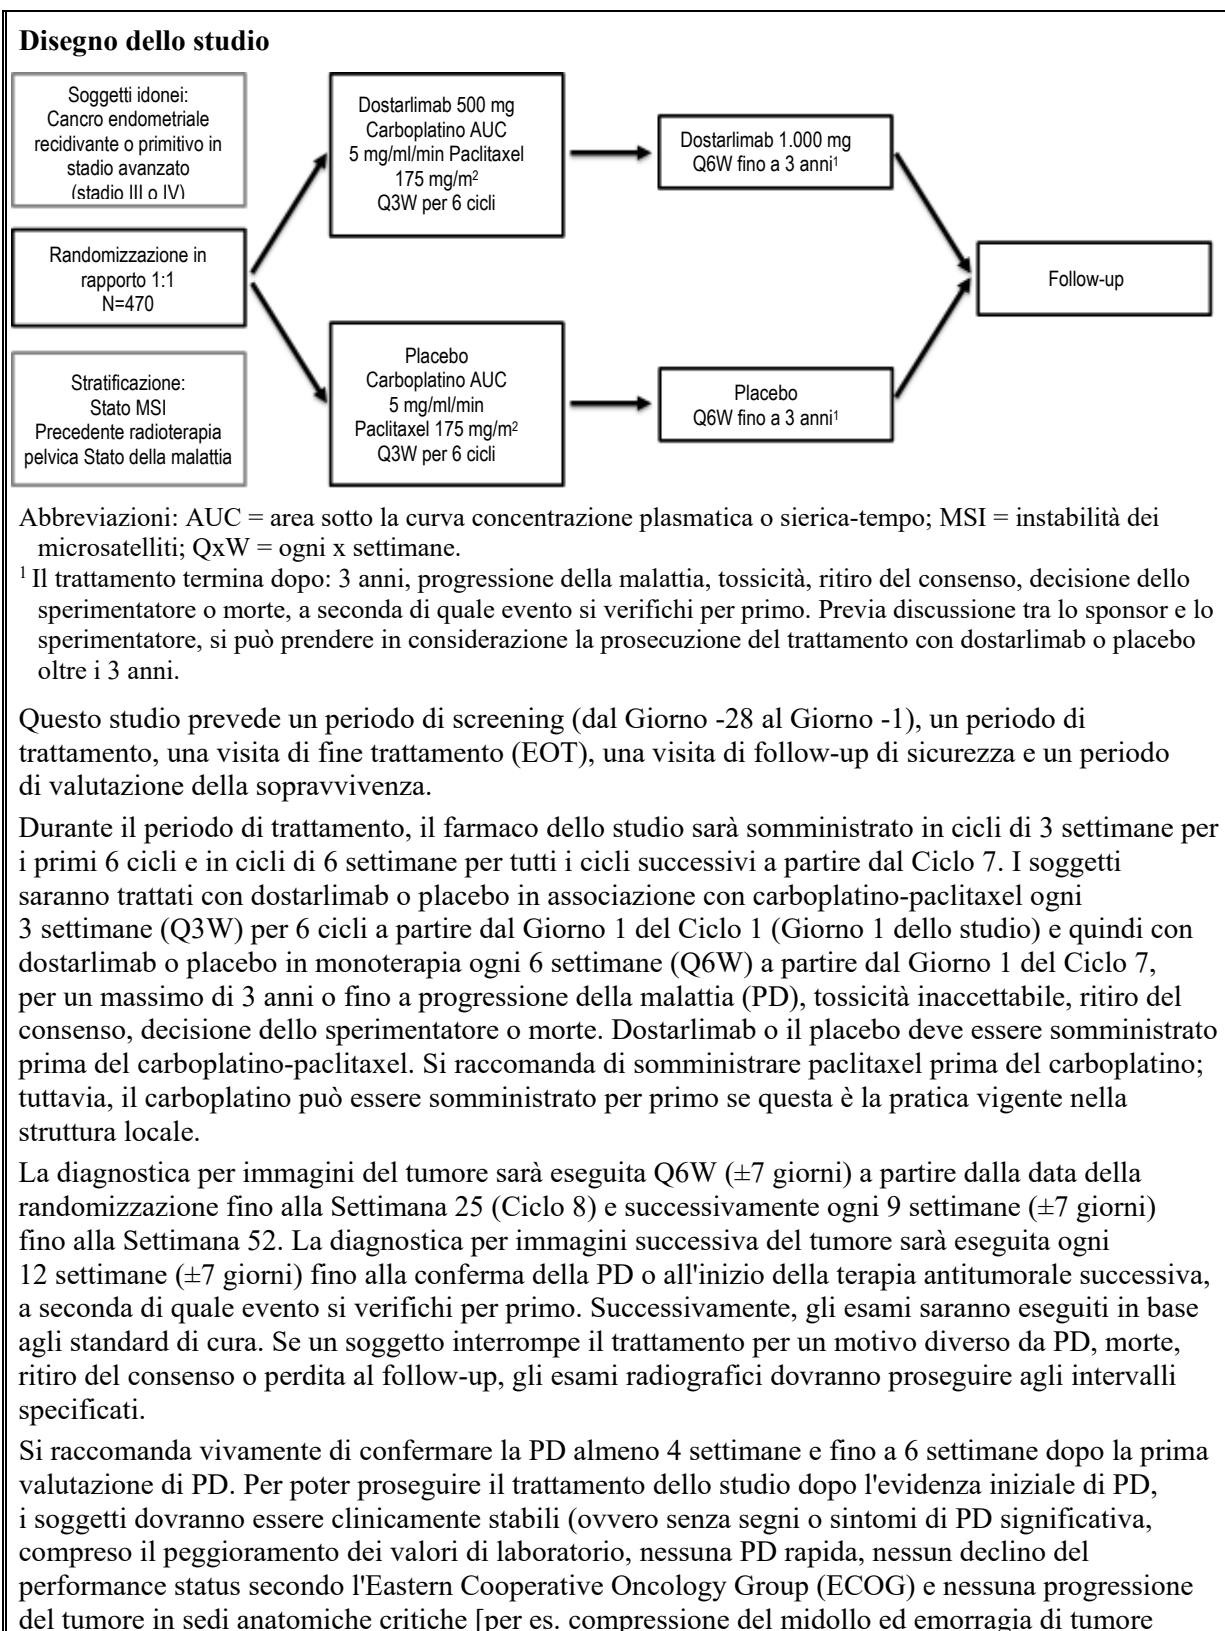 Disegno dello studio
Soggetti idonei:
Cancro endometriale
recidivante o primitivo in
stadio avanzato
(stadio III o IV)
Randomizzazione in
rapporto 1:1
N=470
Stratificazione:
Stato MSI
Precedente radioterapia
pelvica Stato della malattia
Dostarlimab 500 mg
Carboplatino AUC
5 mg/ml/min Paclitaxel
175 mg/m²
Q3W per 6 cicli
Placebo
Carboplatino AUC
5 mg/ml/min
Paclitaxel 175 mg/m²
Q3W per 6 cicli
Dostarlimab 1.000 mg
Q6W fino a 3 anni¹
Placebo
Q6W fino a 3 anni¹
Follow-up
Abbreviazioni: AUC = area sotto la curva concentrazione plasmatica o sierica-tempo; MSI = instabilità dei
microsatelliti; QxW = ogni x settimane.
¹ Il trattamento termina dopo: 3 anni, progressione della malattia, tossicità, ritiro del consenso, decisione dello
sperimentatore o morte, a seconda di quale evento si verifichi per primo. Previa discussione tra lo sponsor e lo
sperimentatore, si può prendere in considerazione la prosecuzione del trattamento con dostarlimab o placebo
oltre i 3 anni.
Questo studio prevede un periodo di screening (dal Giorno -28 al Giorno -1), un periodo di
trattamento, una visita di fine trattamento (EOT), una visita di follow-up di sicurezza e un periodo
di valutazione della sopravvivenza.
Durante il periodo di trattamento, il farmaco dello studio sarà somministrato in cicli di 3 settimane per
i primi 6 cicli e in cicli di 6 settimane per tutti i cicli successivi a partire dal Ciclo 7. I soggetti
saranno trattati con dostarlimab o placebo in associazione con carboplatino-paclitaxel ogni
3 settimane (Q3W) per 6 cicli a partire dal Giorno 1 del Ciclo 1 (Giorno 1 dello studio) e quindi con
dostarlimab o placebo in monoterapia ogni 6 settimane (Q6W) a partire dal Giorno 1 del Ciclo 7,
per un massimo di 3 anni o fino a progressione della malattia (PD), tossicità inaccettabile, ritiro del
consenso, decisione dello sperimentatore o morte. Dostarlimab o il placebo deve essere somministrato
prima del carboplatino-paclitaxel. Si raccomanda di somministrare paclitaxel prima del carboplatino;
tuttavia, il carboplatino può essere somministrato per primo se questa è la pratica vigente nella
struttura locale.
La diagnostica per immagini del tumore sarà eseguita Q6W (±7 giorni) a partire dalla data della
randomizzazione fino alla Settimana 25 (Ciclo 8) e successivamente ogni 9 settimane (±7 giorni)
fino alla Settimana 52. La diagnostica per immagini successiva del tumore sarà eseguita ogni
12 settimane (±7 giorni) fino alla conferma della PD o all'inizio della terapia antitumorale successiva,
a seconda di quale evento si verifichi per primo. Successivamente, gli esami saranno eseguiti in base
agli standard di cura. Se un soggetto interrompe il trattamento per un motivo diverso da PD, morte,
ritiro del consenso o perdita al follow-up, gli esami radiografici dovranno proseguire agli intervalli
specificati.
Si raccomanda vivamente di confermare la PD almeno 4 settimane e fino a 6 settimane dopo la prima
valutazione di PD. Per poter proseguire il trattamento dello studio dopo l'evidenza iniziale di PD,
i soggetti dovranno essere clinicamente stabili (ovvero senza segni o sintomi di PD significativa,
compreso il peggioramento dei valori di laboratorio, nessuna PD rapida, nessun declino del
performance status secondo l'Eastern Cooperative Oncology Group (ECOG) e nessuna progressione
del tumore in sedi anatomiche critiche [per es. compressione del midollo ed emorragia di tumore